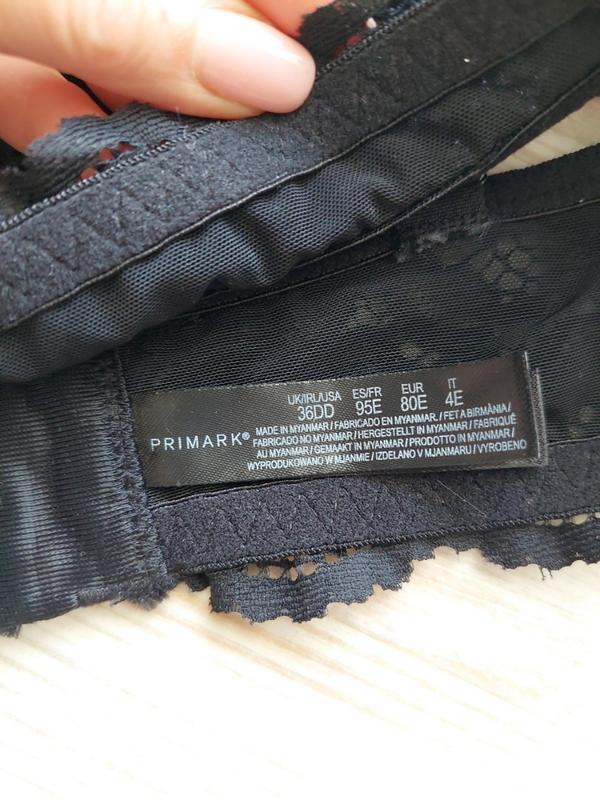 UK/IRL/USA ES/FR EUR IT
36DD 95E 80E 4E
PRIMARK®
MADE IN MYANMAR / FABRICADO EN MYANMAR. / FET A BIRMÀNIA /
FABRICADO NO MYANMAR / HERGESTELLT IN MYANMAR / FABRIQUÉ
AU MYANMAR / GEMAAKT IN MYANMAR / PRODOTTO IN MYANMAR /
WYPRODUKOWANO W MJANMIE / IZDELANO V MJANMARU / VYROBENO